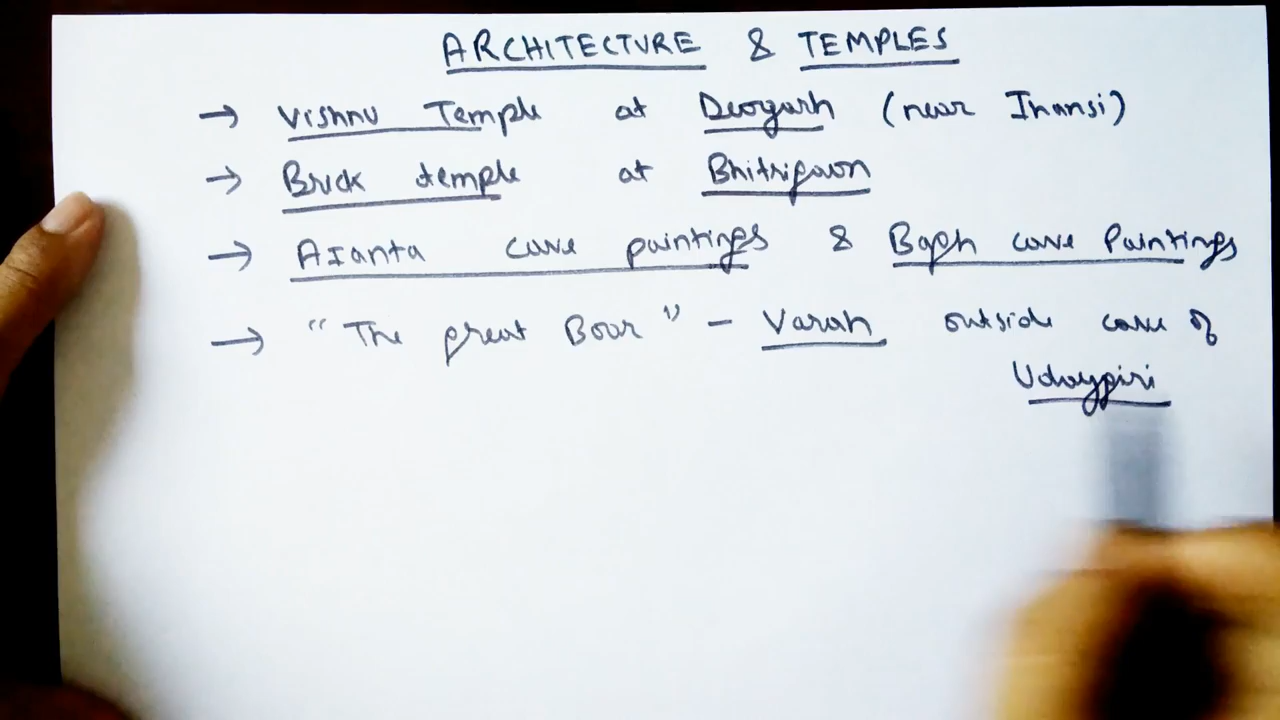 ARCHITECTURE & TEMPLES
→ Vishnu Temple at Deogarh (near Jhansi)
→ Brick temple at Bhitrigaon
→ Ajanta cave paintings & Bagh cave Paintings
→ "The great Boar" - Varah outside cave of
Udaygiri